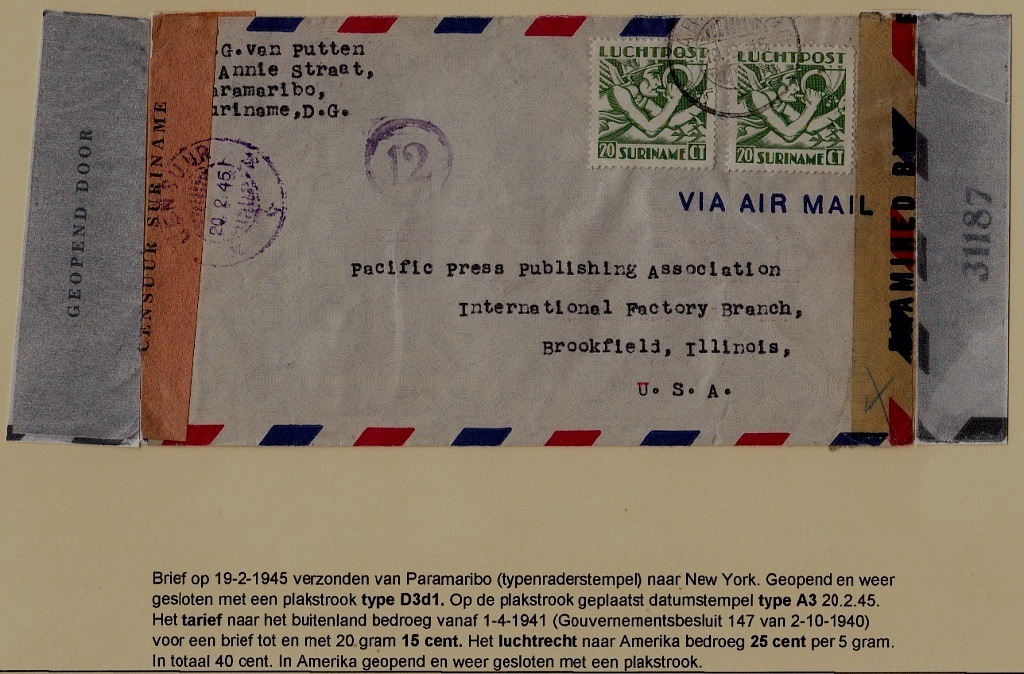 GEOPEND DOOR
CENSUUR SURINAME
G. van Putten
Annie Straat,
aramaribo,
uriname, D.G.
20.2.45
12
LUCHTPOST
20 SURINAME CT
LUCHTPOST
20 SURINAME CT
VIA AIR MAIL
Pacific Press Publishing Association
International Factory Branch,
Brookfield, Illinois,
U. S. A.
31187
Brief op 19-2-1945 verzonden van Paramaribo (typenraderstempel) naar New York. Geopend en weer
gesloten met een plakstrook type D3d1. Op de plakstrook geplaatst datumstempel type A3 20.2.45.
Het tarief naar het buitenland bedroeg vanaf 1-4-1941 (Gouvernementsbesluit 147 van 2-10-1940)
voor een brief tot en met 20 gram 15 cent. Het luchtrecht naar Amerika bedroeg 25 cent per 5 gram.
In totaal 40 cent. In Amerika geopend en weer gesloten met een plakstrook.